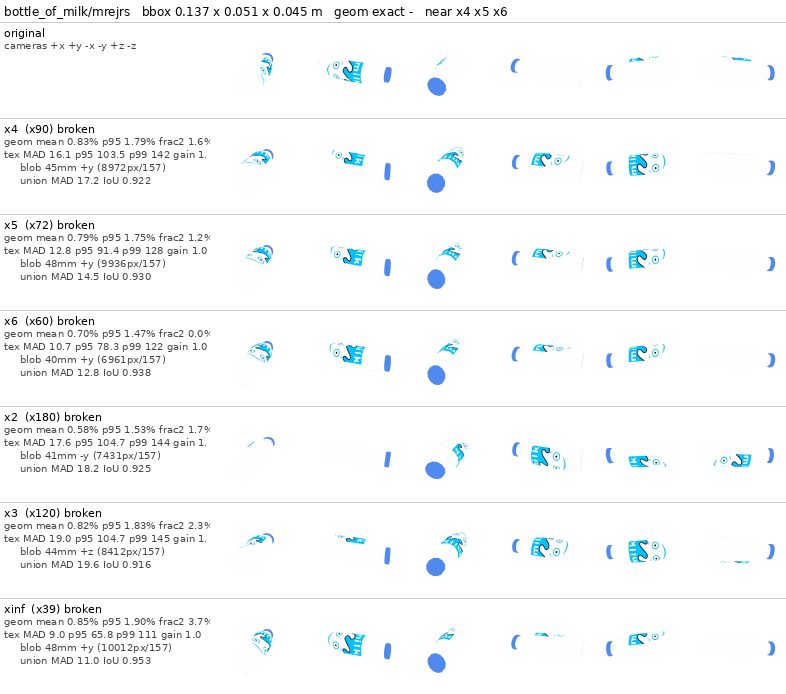 bottle_of_milk/mrejrs   bbox 0.137 x 0.051 x 0.045 m   geom exact -   near x4 x5 x6
original
cameras +x +y -x -y +z -z
x4  (x90) broken
geom mean 0.83% p95 1.79% frac2 1.6%
tex MAD 16.1 p95 103.5 p99 142 gain 1.
blob 45mm +y (8972px/157)
union MAD 17.2 IoU 0.922
x5  (x72) broken
geom mean 0.79% p95 1.75% frac2 1.2%
tex MAD 12.8 p95 91.4 p99 128 gain 1.0
blob 48mm +y (9936px/157)
union MAD 14.5 IoU 0.930
x6  (x60) broken
geom mean 0.70% p95 1.47% frac2 0.0%
tex MAD 10.7 p95 78.3 p99 122 gain 1.0
blob 40mm +y (6961px/157)
union MAD 12.8 IoU 0.938
x2  (x180) broken
geom mean 0.58% p95 1.53% frac2 1.7%
tex MAD 17.6 p95 104.7 p99 144 gain 1.
blob 41mm -y (7431px/157)
union MAD 18.2 IoU 0.925
x3  (x120) broken
geom mean 0.82% p95 1.83% frac2 2.3%
tex MAD 19.0 p95 104.7 p99 145 gain 1.
blob 44mm +z (8412px/157)
union MAD 19.6 IoU 0.916
xinf  (x39) broken
geom mean 0.85% p95 1.90% frac2 3.7%
tex MAD 9.0 p95 65.8 p99 111 gain 1.0
blob 48mm +y (10012px/157)
union MAD 11.0 IoU 0.953